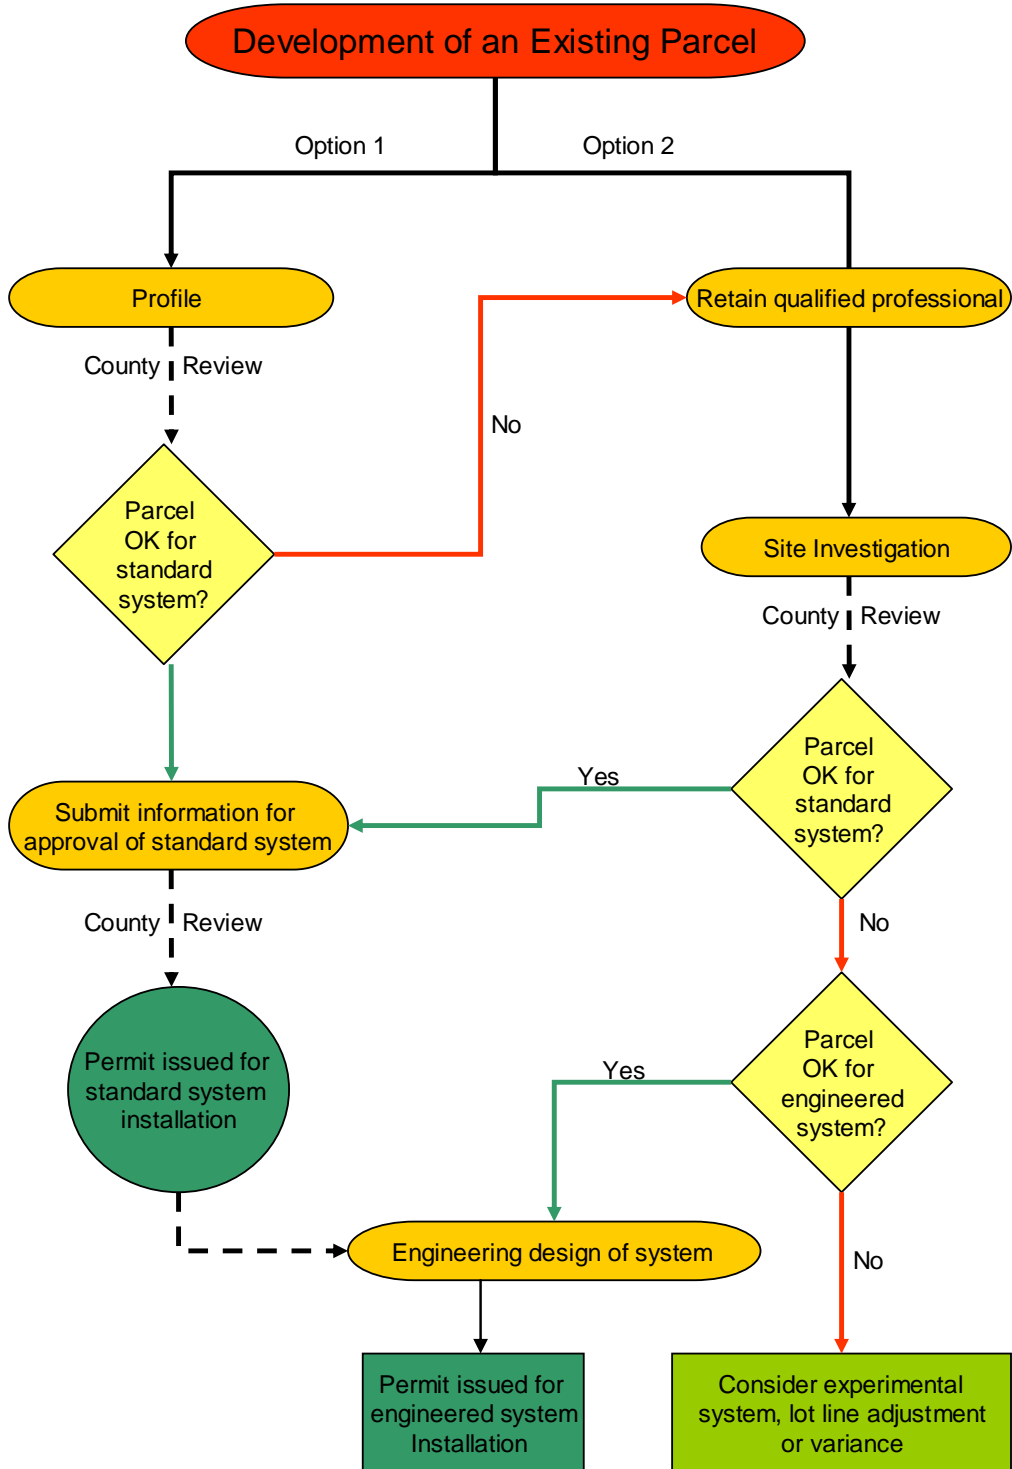 Development of an Existing Parcel
Option 1
Option 2
Profile
Retain qualified professional
County Review
No
Parcel
OK for
standard
system?
Site Investigation
County Review
Parcel
OK for
standard
system?
Yes
Submit information for
approval of standard system
County Review
No
Parcel
OK for
engineered
system?
Yes
Permit issued for
standard system
installation
Engineering design of system
No
Permit issued for
engineered system
Installation
Consider experimental
system, lot line adjustment
or variance